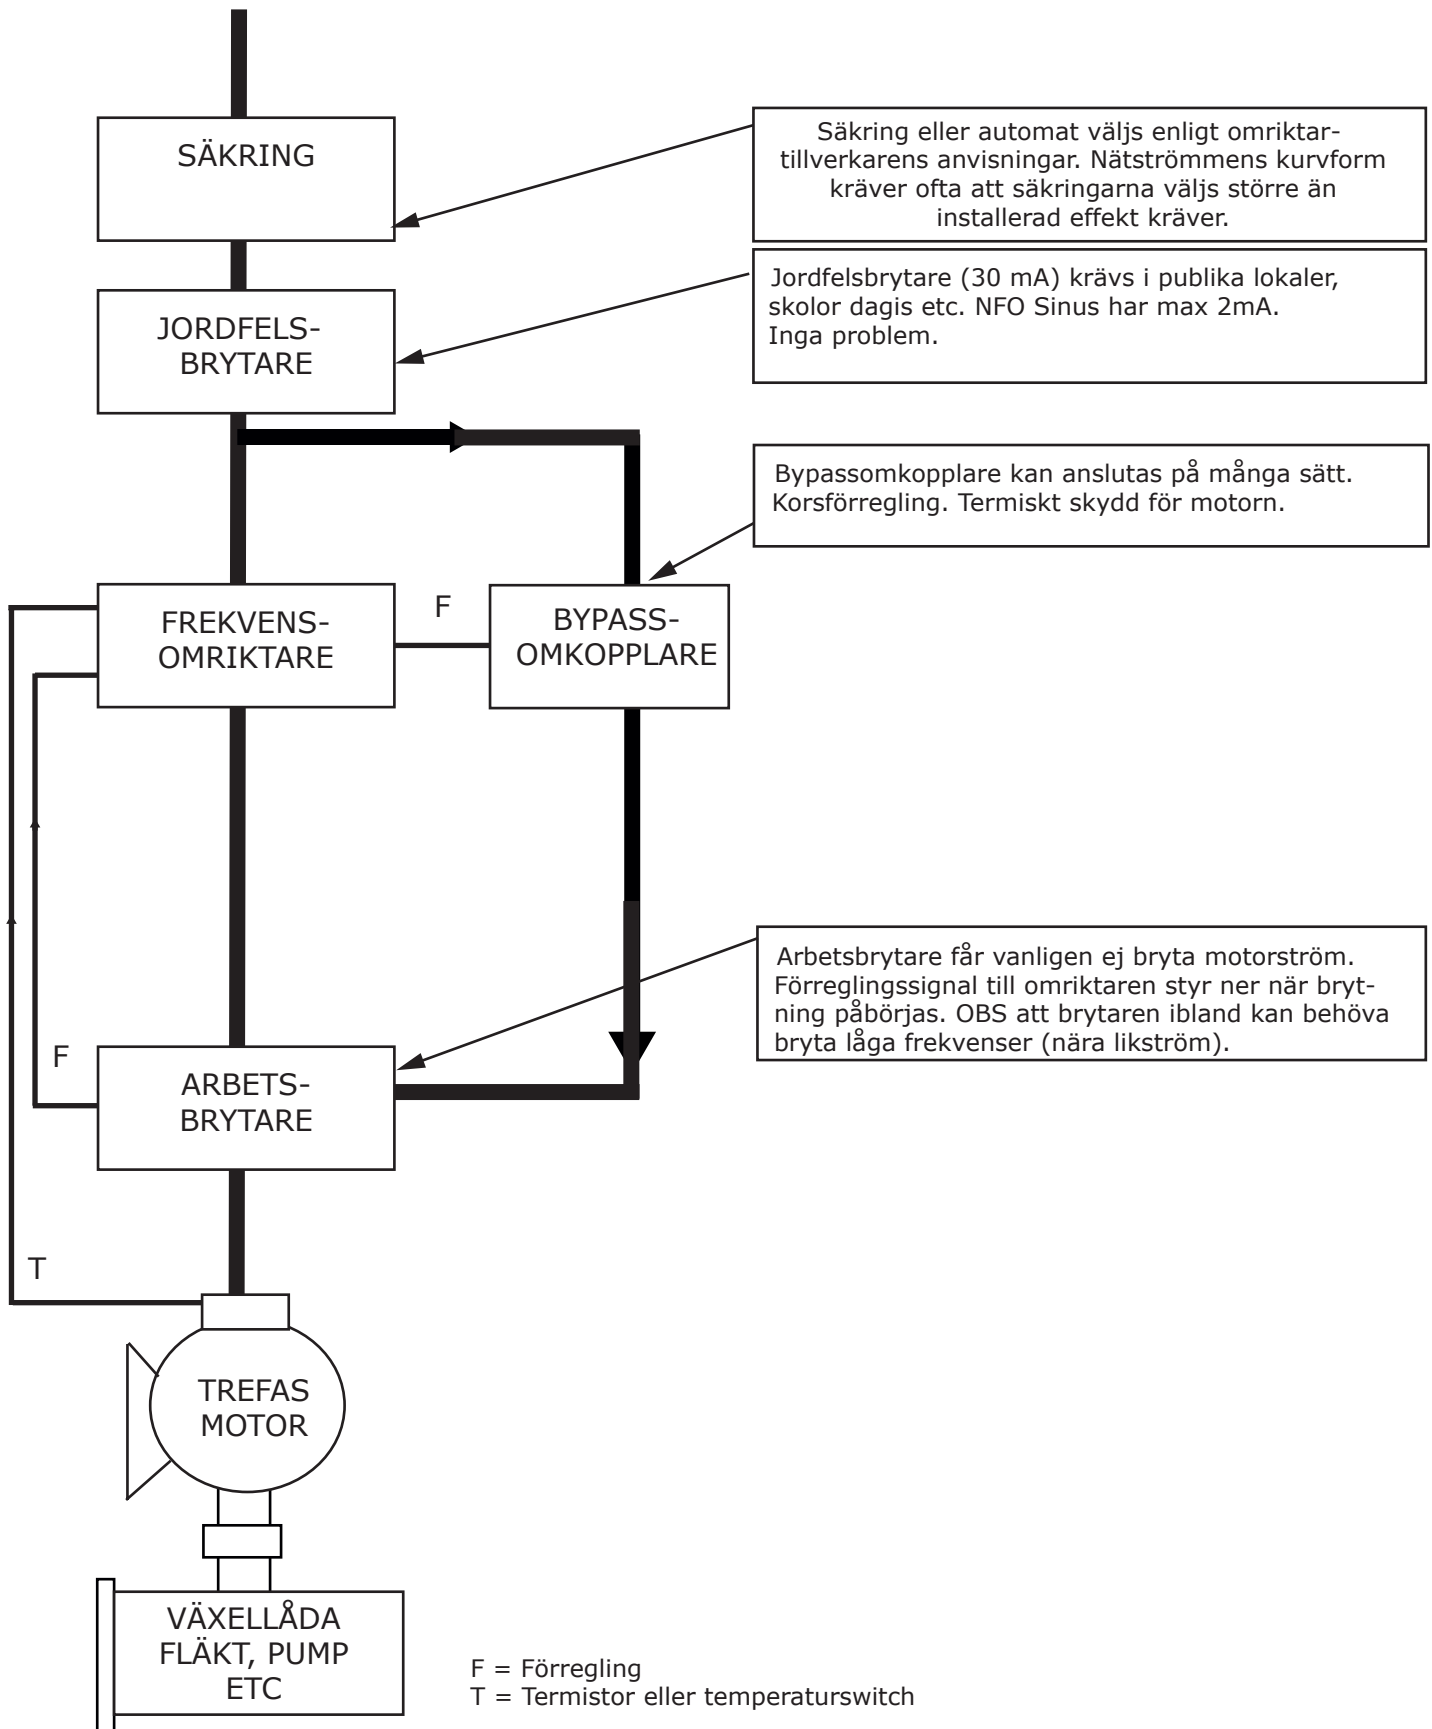 SÄKRING
Säkring eller automat väljs enligt omriktar-
tillverkarens anvisningar. Nätströmmens kurvform
kräver ofta att säkringarna väljs större än
installerad effekt kräver.
JORDFELS-
BRYTARE
Jordfelsbrytare (30 mA) krävs i publika lokaler,
skolor dagis etc. NFO Sinus har max 2mA.
Inga problem.
Bypassomkopplare kan anslutas på många sätt.
Korsförregling. Termiskt skydd för motorn.
FREKVENS-
OMRIKTARE
F
BYPASS-
OMKOPPLARE
Arbetsbrytare får vanligen ej bryta motorström.
Förreglingssignal till omriktaren styr ner när bryt-
ning påbörjas. OBS att brytaren ibland kan behöva
bryta låga frekvenser (nära likström).
F
ARBETS-
BRYTARE
T
TREFAS
MOTOR
VÄXELLÅDA
FLÄKT, PUMP
ETC
F = Förregling
T = Termistor eller temperaturswitch